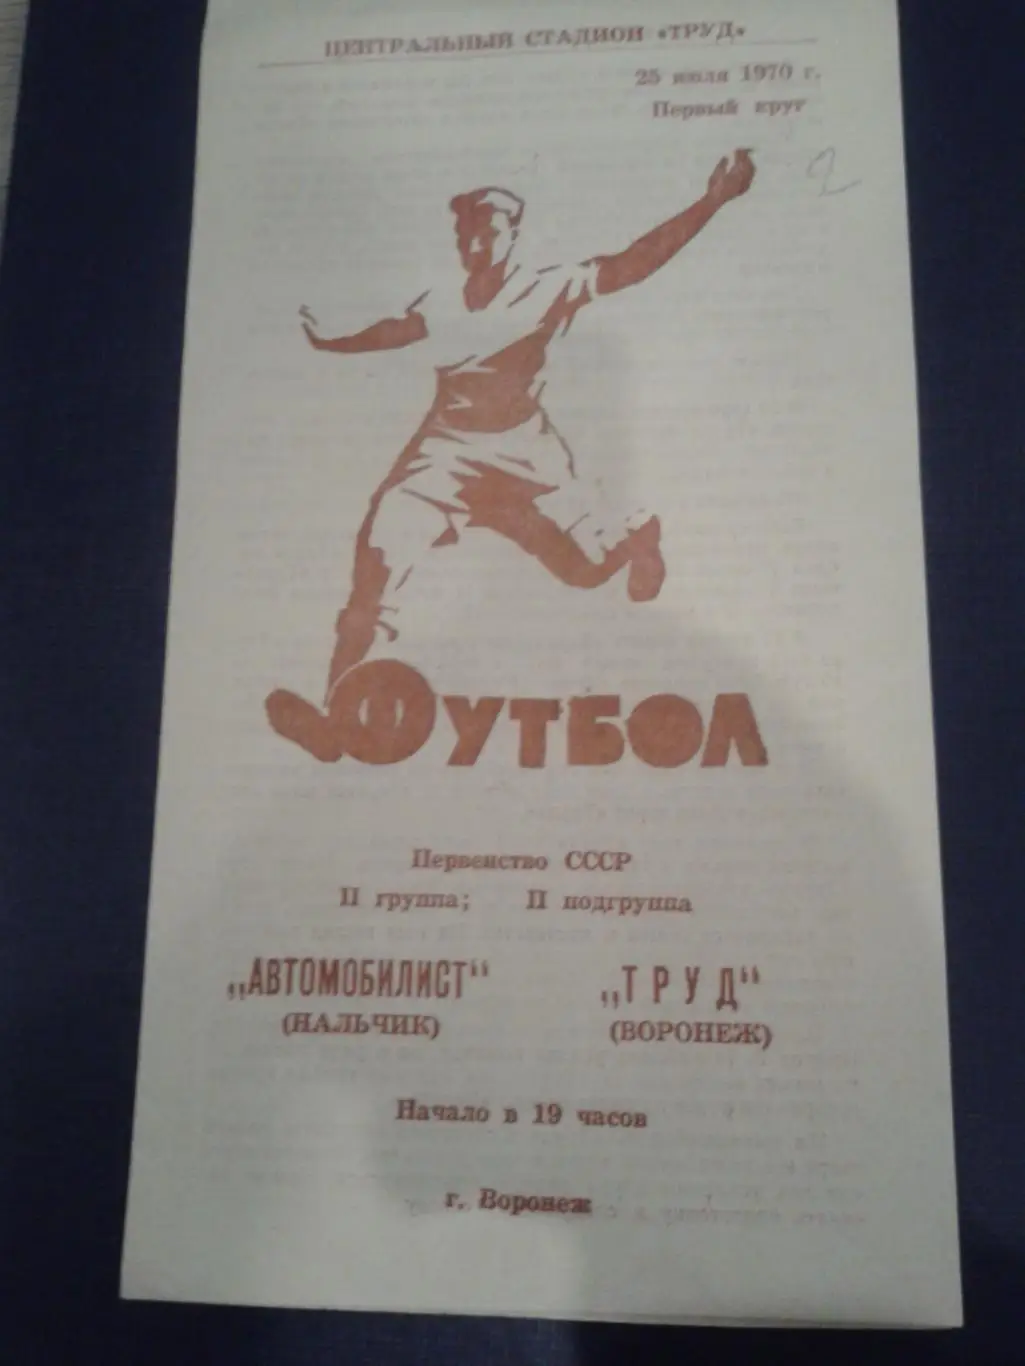 ЦЕНТРАЛЬНЫЙ СТАДИОН «ТРУД»
25 июля 1970 г.
Первый круг
2
ФУТБОЛ
Первенство СССР
II группа; II подгруппа
„АВТОМОБИЛИСТ“ „ТРУД“
(НАЛЬЧИК) (ВОРОНЕЖ)
Начало в 19 часов
г. Воронеж